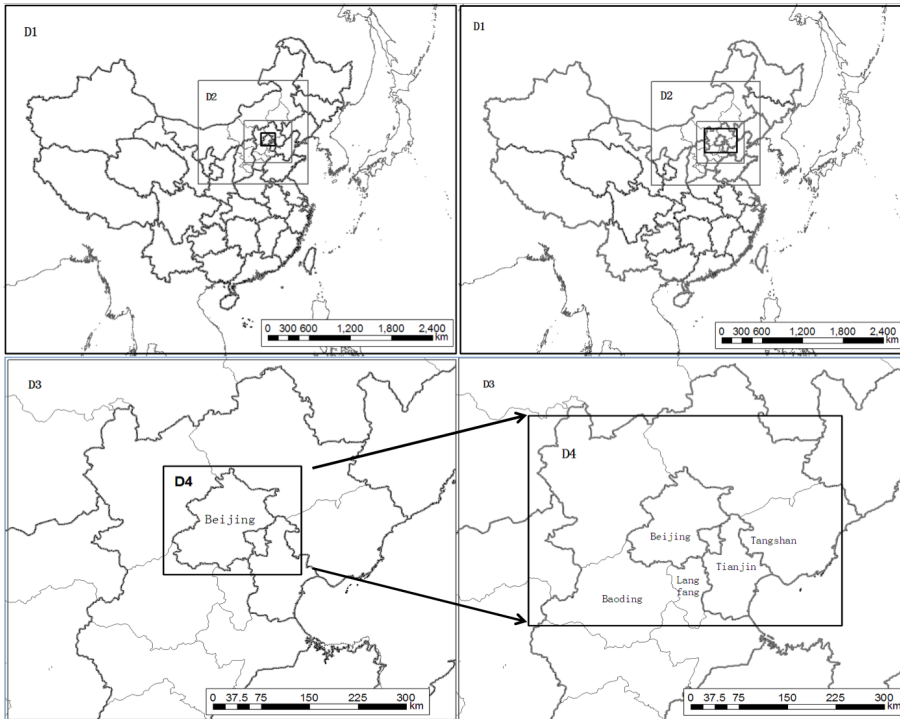 D1
D2
0 300 600 1,200 1,800 2,400
km
D1
D2
0 300 600 1,200 1,800 2,400
km
D3
D4
Beijing
0 37.5 75 150 225 300
km
D3
D4
Beijing
Tangshan
Tianjin
Lang
fang
Baoding
0 37.5 75 150 225 300
km